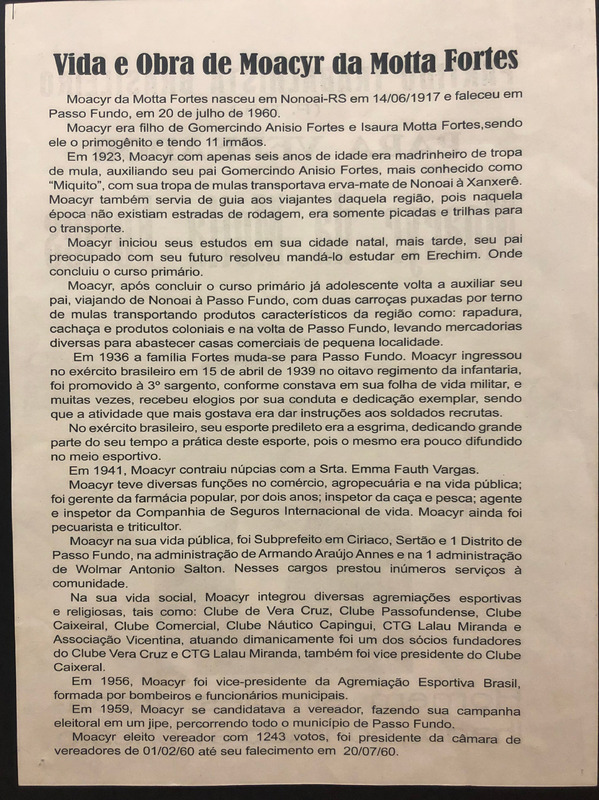 Vida e Obra de Moacyr da Motta Fortes
Moacyr da Motta Fortes nasceu em Nonoai-RS em 14/06/1917 e faleceu em
Passo Fundo, em 20 de julho de 1960.
Moacyr era filho de Gomercindo Anisio Fortes e Isaura Motta Fortes,sendo
ele o primogênito e tendo 11 irmãos.
Em 1923, Moacyr com apenas seis anos de idade era madrinheiro de tropa
de mula, auxiliando seu pai Gomercindo Anisio Fortes, mais conhecido como
“Miquito”, com sua tropa de mulas transportava erva-mate de Nonoai à Xanxerê.
Moacyr também servia de guia aos viajantes daquela região, pois naquela
época não existiam estradas de rodagem, era somente picadas e trilhas para
o transporte.
Moacyr iniciou seus estudos em sua cidade natal, mais tarde, seu pai
preocupado com seu futuro resolveu mandá-lo estudar em Erechim. Onde
concluiu o curso primário.
Moacyr, após concluir o curso primário já adolescente volta a auxiliar seu
pai, viajando de Nonoai à Passo Fundo, com duas carroças puxadas por terno
de mulas transportando produtos característicos da região como: rapadura,
cachaça e produtos coloniais e na volta de Passo Fundo, levando mercadorias
diversas para abastecer casas comerciais de pequena localidade.
Em 1936 a família Fortes muda-se para Passo Fundo. Moacyr ingressou
no exército brasileiro em 15 de abril de 1939 no oitavo regimento da infantaria,
foi promovido à 3º sargento, conforme constava em sua folha de vida militar, e
muitas vezes, recebeu elogios por sua conduta e dedicação exemplar, sendo
que a atividade que mais gostava era dar instruções aos soldados recrutas.
No exército brasileiro, seu esporte predileto era a esgrima, dedicando grande
parte do seu tempo a prática deste esporte, pois o mesmo era pouco difundido
no meio esportivo.
Em 1941, Moacyr contraiu núpcias com a Srta. Emma Fauth Vargas.
Moacyr teve diversas funções no comércio, agropecuária e na vida pública;
foi gerente da farmácia popular, por dois anos; inspetor da caça e pesca; agente
e inspetor da Companhia de Seguros Internacional de vida. Moacyr ainda foi
pecuarista e triticultor.
Moacyr na sua vida pública, foi Subprefeito em Ciriaco, Sertão e 1 Distrito de
Passo Fundo, na administração de Armando Araújo Annes e na 1 administração
de Wolmar Antonio Salton. Nesses cargos prestou inúmeros serviços à
comunidade.
Na sua vida social, Moacyr integrou diversas agremiações esportivas
e religiosas, tais como: Clube de Vera Cruz, Clube Passofundense, Clube
Caixeiral, Clube Comercial, Clube Náutico Capingui, CTG Lalau Miranda e
Associação Vicentina, atuando dimanicamente foi um dos sócios fundadores
do Clube Vera Cruz e CTG Lalau Miranda, também foi vice presidente do Clube
Caixeral.
Em 1956, Moacyr foi vice-presidente da Agremiação Esportiva Brasil,
formada por bombeiros e funcionários municipais.
Em 1959, Moacyr se candidatava a vereador, fazendo sua campanha
eleitoral em um jipe, percorrendo todo o município de Passo Fundo.
Moacyr eleito vereador com 1243 votos, foi presidente da câmara de
vereadores de 01/02/60 até seu falecimento em 20/07/60.